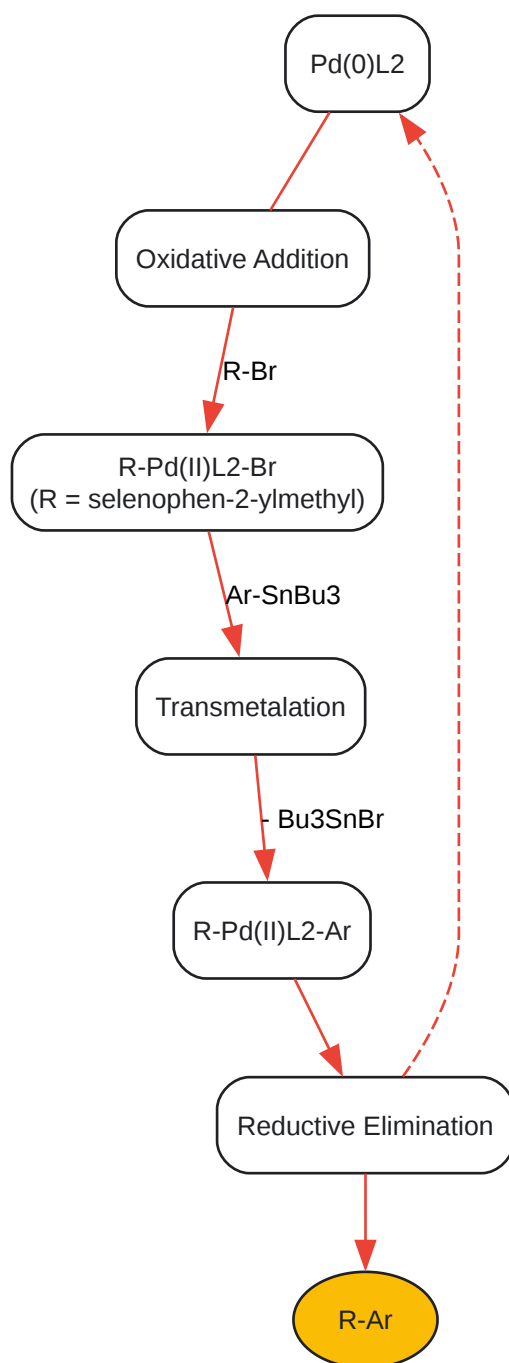 Pd(0)L2
Oxidative Addition
R-Br
R-Pd(II)L2-Br
(R = selenophen-2-ylmethyl)
Ar-SnBu3
Transmetalation
- Bu3SnBr
R-Pd(II)L2-Ar
Reductive Elimination
R-Ar